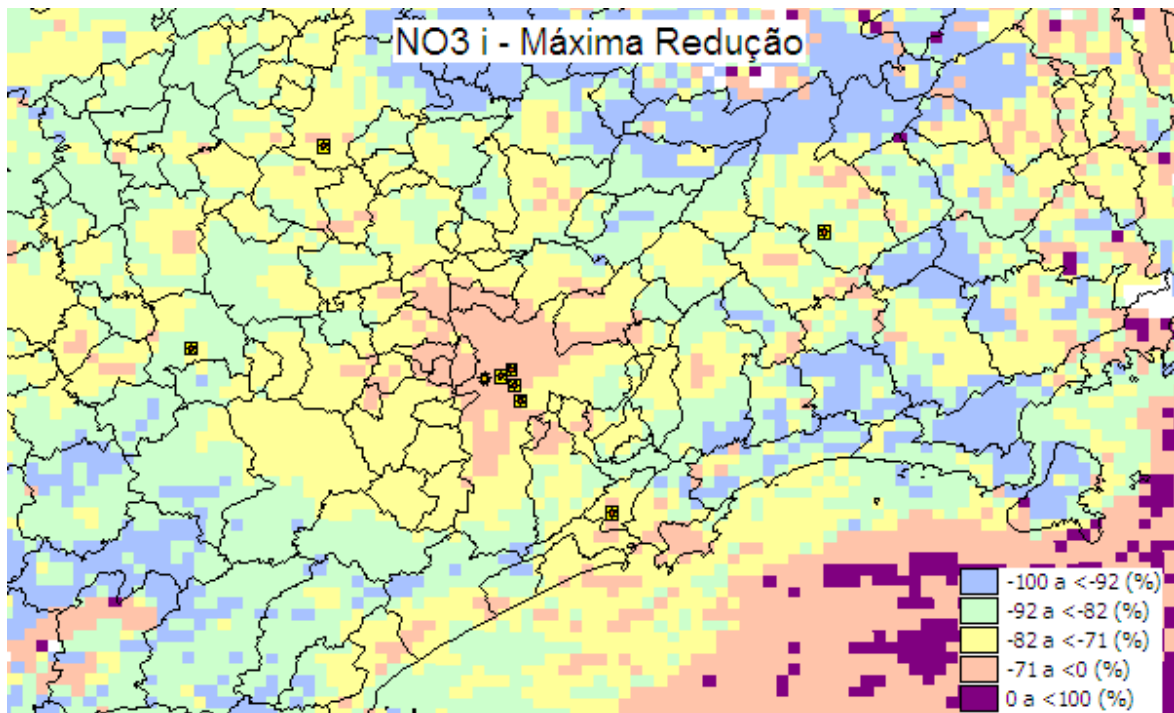 NO3 i - Máxima Redução
-100 a <-92 (%)
-92 a <-82 (%)
-82 a <-71 (%)
-71 a <0 (%)
0 a <100 (%)